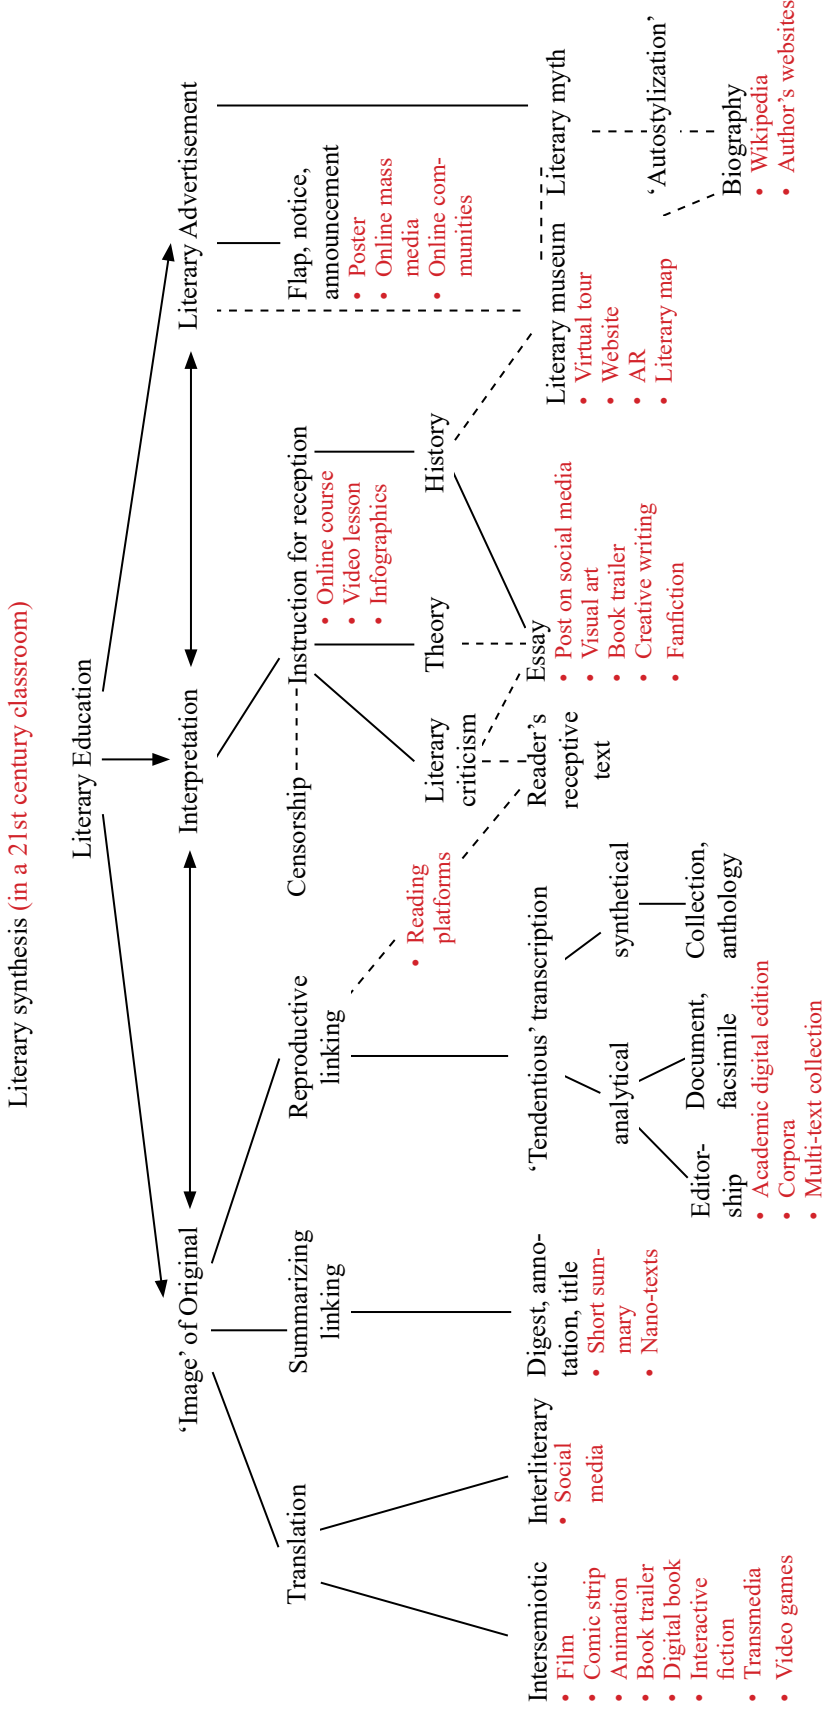 Literary synthesis (in a 21st century classroom)
Literary Education
‘Image’ of Original
Interpretation
Literary Advertisement
Translation
Summarizing
linking
Reproductive
linking
Censorship
Instruction for reception
• Online course
• Video lesson
• Infographics
Flap, notice,
announcement
• Poster
• Online mass
media
• Online com-
munities
• Reading
platforms
Literary
criticism
Theory
History
Intersemiotic
• Film
• Comic strip
• Animation
• Book trailer
• Digital book
• Interactive
fiction
• Transmedia
• Video games
Interliterary
• Social
media
Digest, anno-
tation, title
• Short sum-
mary
• Nano-texts
‘Tendentious’ transcription
analytical
synthetical
Editor-
ship
Document,
facsimile
• Academic digital edition
• Corpora
• Multi-text collection
Collection,
anthology
Reader’s
receptive
text
Essay
• Post on social media
• Visual art
• Book trailer
• Creative writing
• Fanfiction
Literary museum
• Virtual tour
• Website
• AR
• Literary map
Literary myth
‘Autostylization’
Biography
• Wikipedia
• Author’s websites